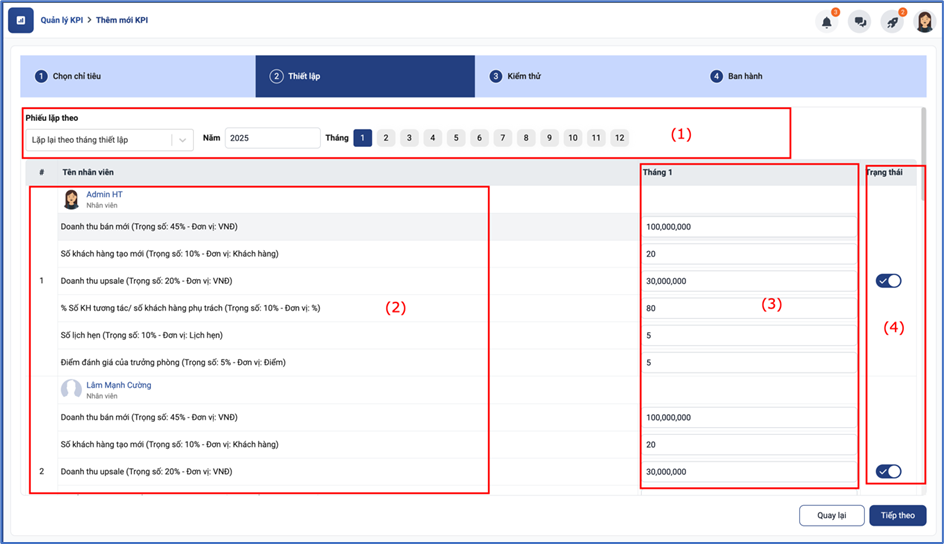 Quản lý KPI > Thêm mới KPI
3
2
1 Chọn chỉ tiêu
2 Thiết lập
3 Kiểm thử
4 Ban hành
Phiếu lập theo
Lặp lại theo tháng thiết lập
Năm 2025
Tháng 1 2 3 4 5 6 7 8 9 10 11 12
(1)
# Tên nhân viên Tháng 1 Trạng thái
Admin HT
Nhân viên
Doanh thu bán mới (Trọng số: 45% - Đơn vị: VNĐ) 100,000,000
Số khách hàng tạo mới (Trọng số: 10% - Đơn vị: Khách hàng) 20
1 Doanh thu upsale (Trọng số: 20% - Đơn vị: VNĐ) 30,000,000
% Số KH tương tác/ số khách hàng phụ trách (Trọng số: 10% - Đơn vị: %) 80
(2)
(3)
(4)
Số lịch hẹn (Trọng số: 10% - Đơn vị: Lịch hẹn) 5
Điểm đánh giá của trưởng phòng (Trọng số: 5% - Đơn vị: Điểm) 5
Lâm Mạnh Cường
Nhân viên
Doanh thu bán mới (Trọng số: 45% - Đơn vị: VNĐ) 100,000,000
Số khách hàng tạo mới (Trọng số: 10% - Đơn vị: Khách hàng) 20
2 Doanh thu upsale (Trọng số: 20% - Đơn vị: VNĐ) 30,000,000
Quay lại
Tiếp theo